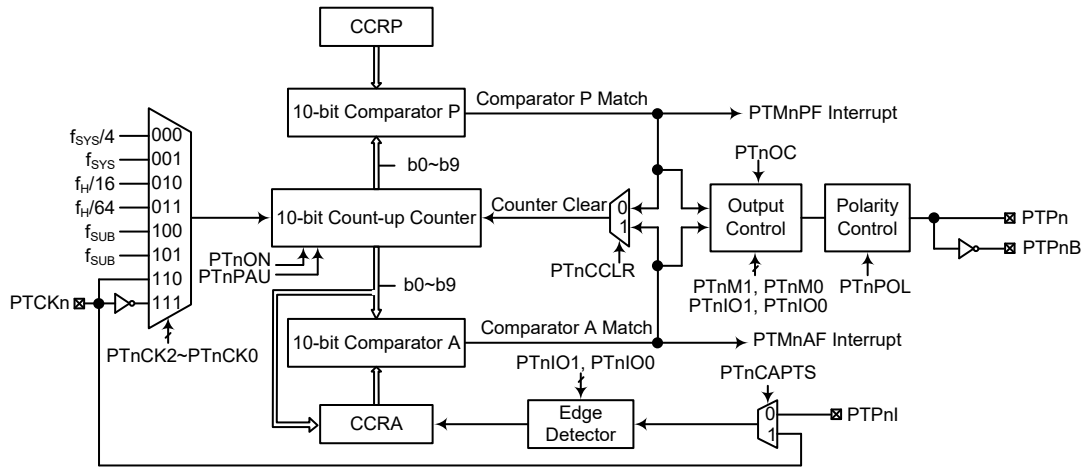 CCRP
10-bit Comparator P
Comparator P Match
PTMnPF Interrupt
fSYS/4
000
fSYS
001
fH/16
010
fH/64
011
fSUB
100
fSUB
101
110
111
PTCKn
PTnCK2~PTnCK0
b0~b9
10-bit Count-up Counter
Counter Clear
0
1
PTnCCLR
PTnON
PTnPAU
PTnOC
Output
Control
PTnM1, PTnM0
PTnIO1, PTnIO0
Polarity
Control
PTnPOL
PTPn
PTPnB
b0~b9
10-bit Comparator A
Comparator A Match
PTMnAF Interrupt
PTnIO1, PTnIO0
PTnCAPTS
CCRA
Edge
Detector
0
1
PTPnI